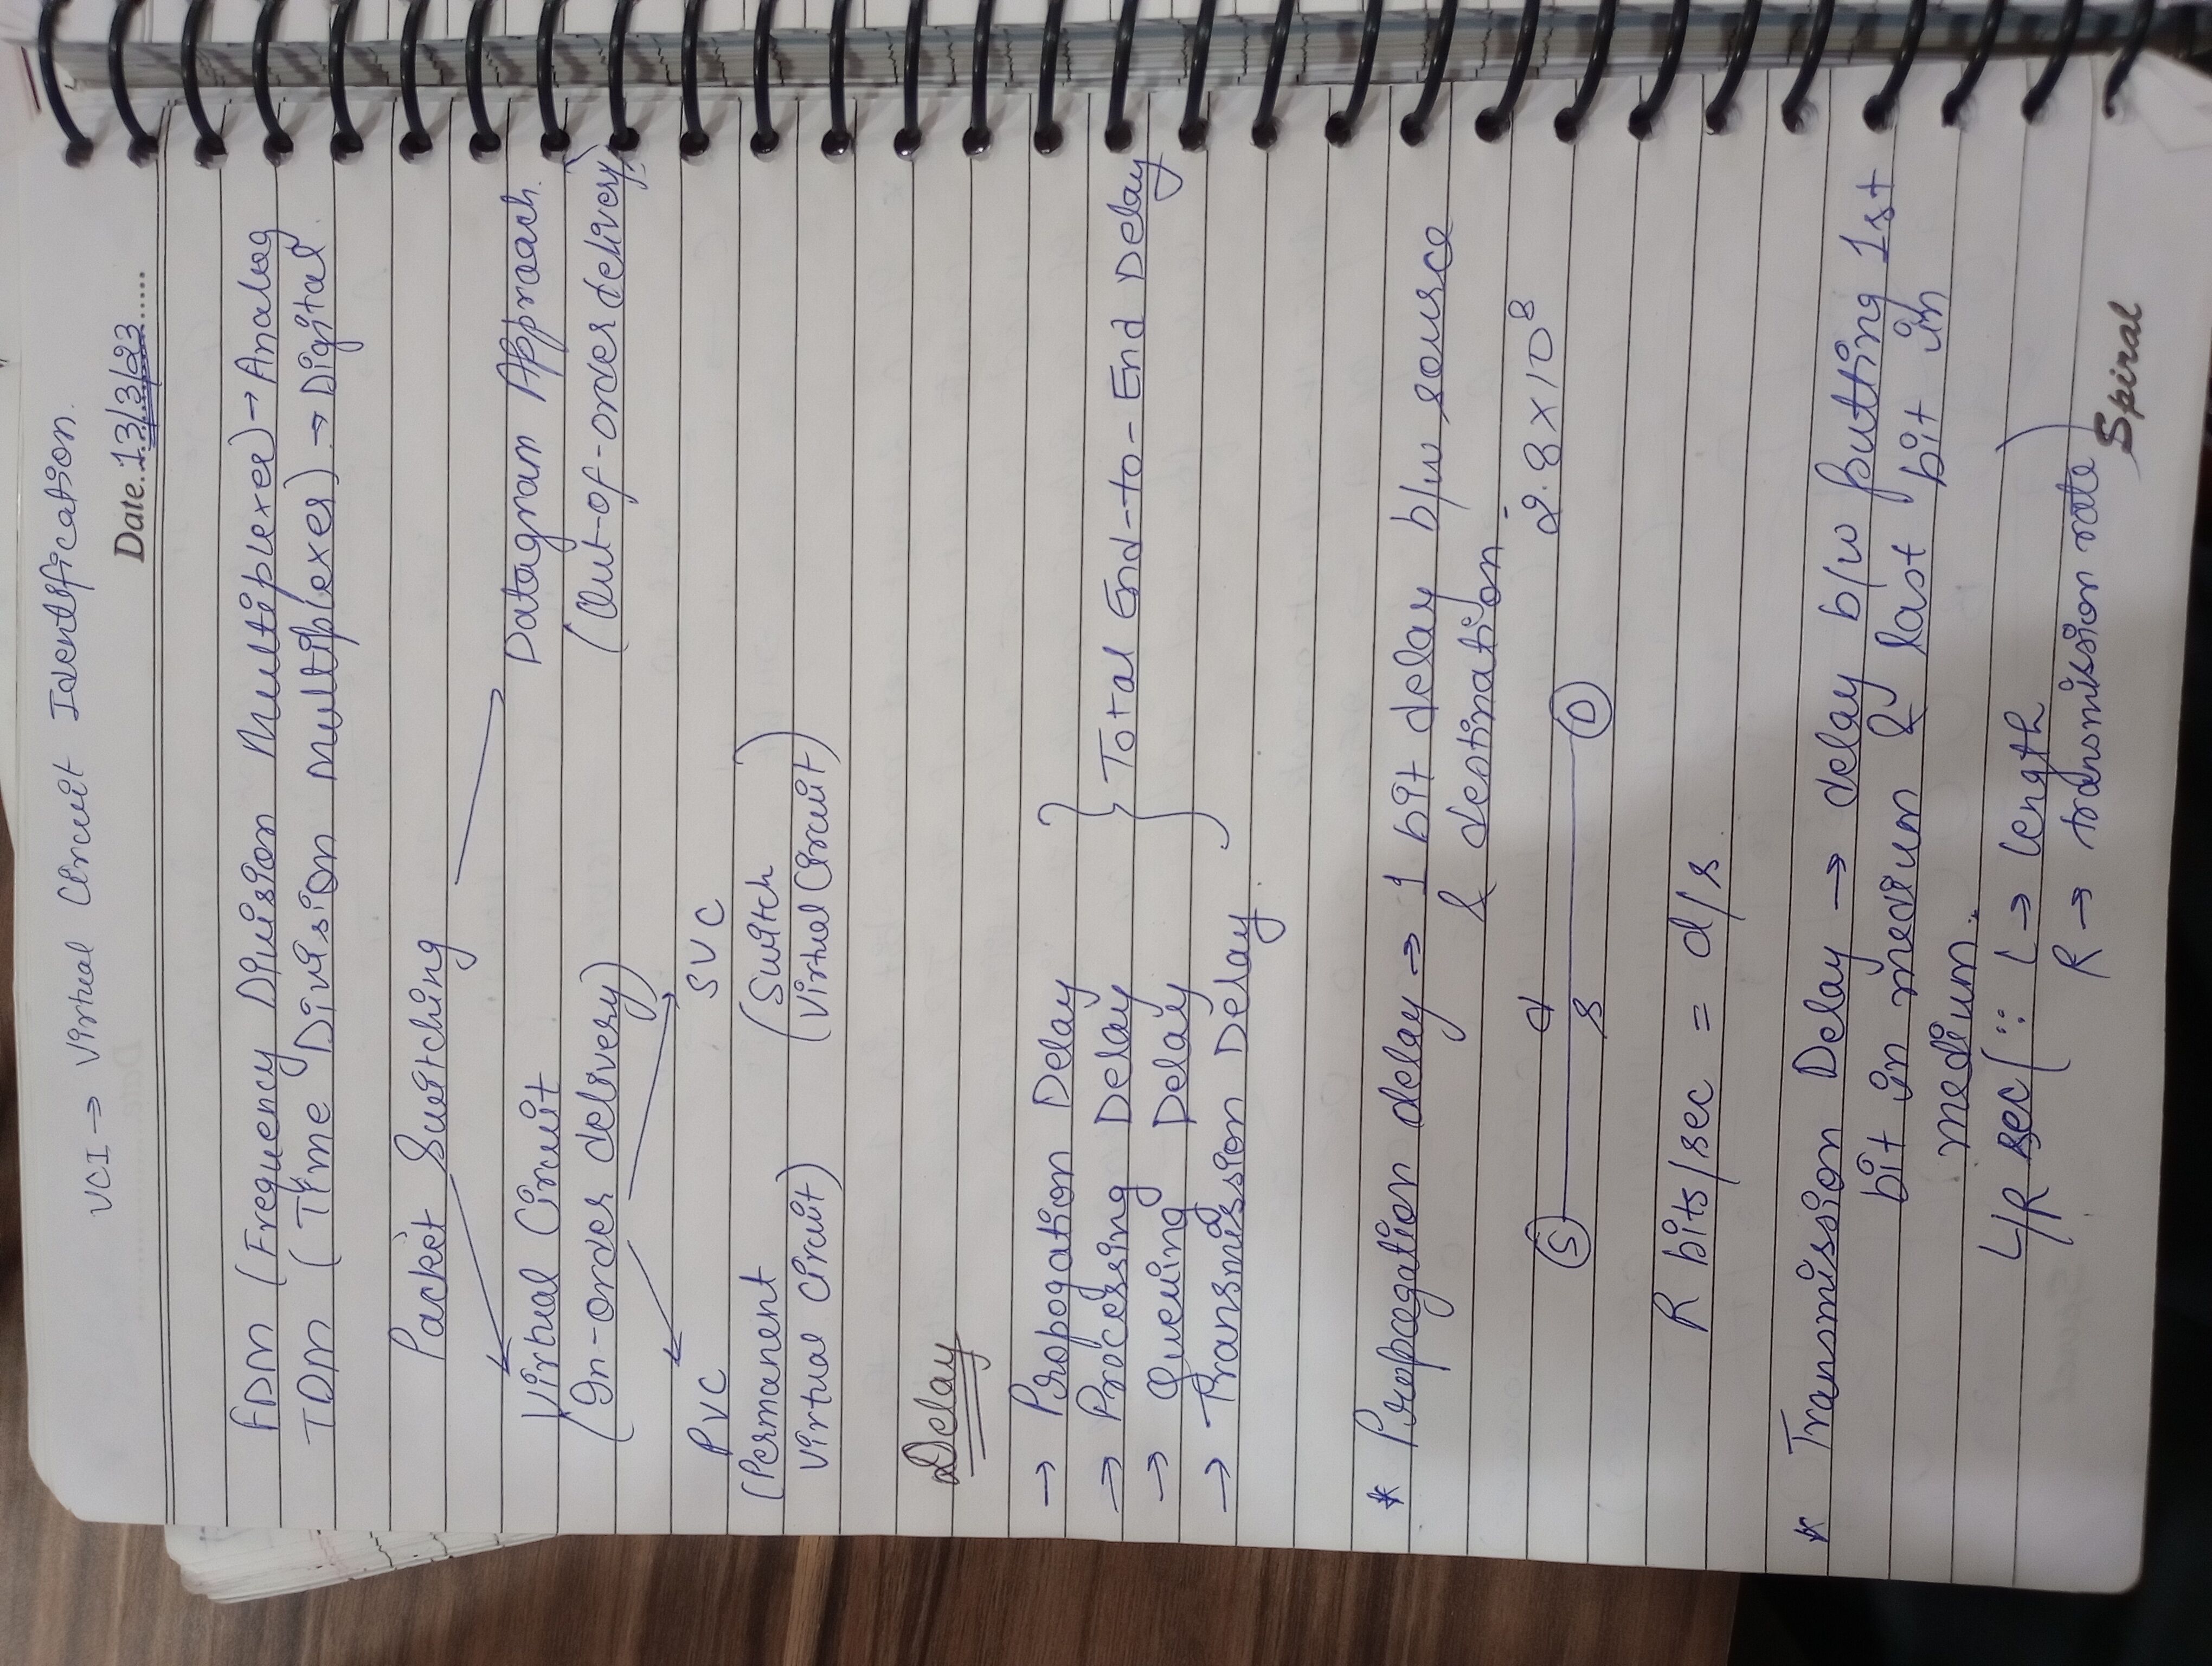 VCI → Virtual Circuit Identification.
Date..13/3/23.....
FDM (Frequency Division Multiplexer) → Analog
TDM (Time Division Multiplexer) → Digital
Packet Switching
Virtual Circuit Datagram Approach.
(In-order delivery) (Out-of-order delivery)
PVC SVC
(Permanent (Switch
Virtual Circuit) Virtual Circuit)
Delay
→ Propogation Delay
→ Processing Delay } Total End-to-End Delay
→ Queuing Delay
→ Transmission Delay.
* Propagation delay → 1 bit delay b/w source
& destination
2.8 × 10⁸
S d D
s
R bits/sec = d/s
* Transmission Delay → delay b/w putting 1st
bit in medium & last bit in
medium.
L/R sec (∵ L → length
R → transmission rate)
Spiral